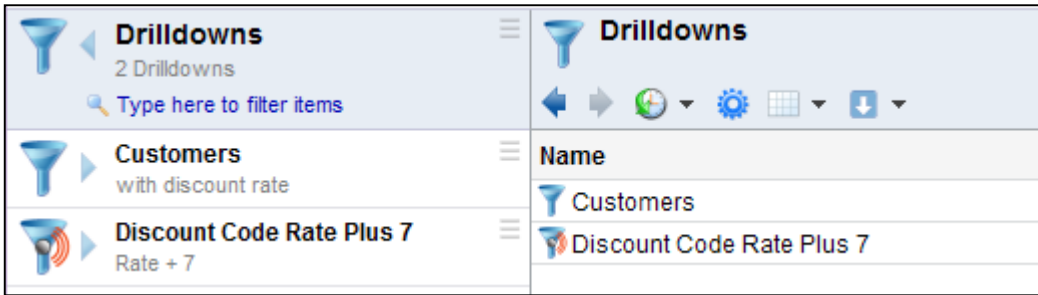 Drilldowns
2 Drilldowns
Type here to filter items
Customers
with discount rate
Discount Code Rate Plus 7
Rate + 7
Drilldowns
Name
Customers
Discount Code Rate Plus 7